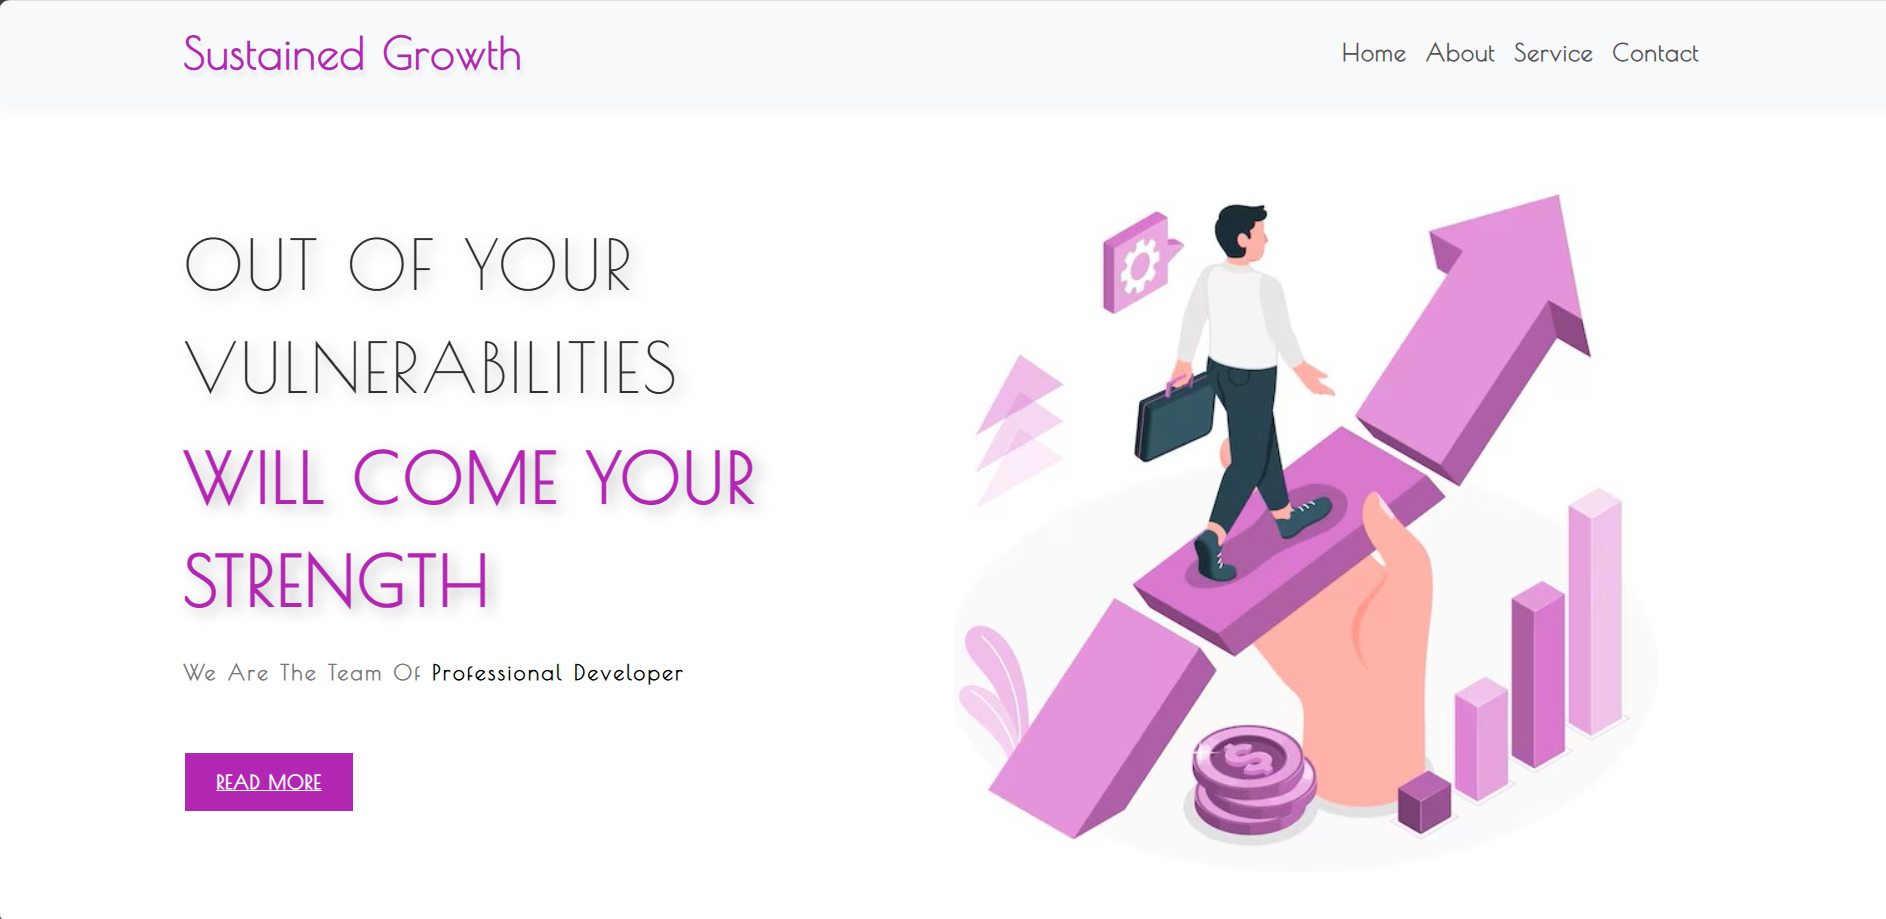 Sustained Growth
Home About Service Contact
OUT OF YOUR
VULNERABILITIES
WILL COME YOUR
STRENGTH
We Are The Team Of Professional Developer
READ MORE
$